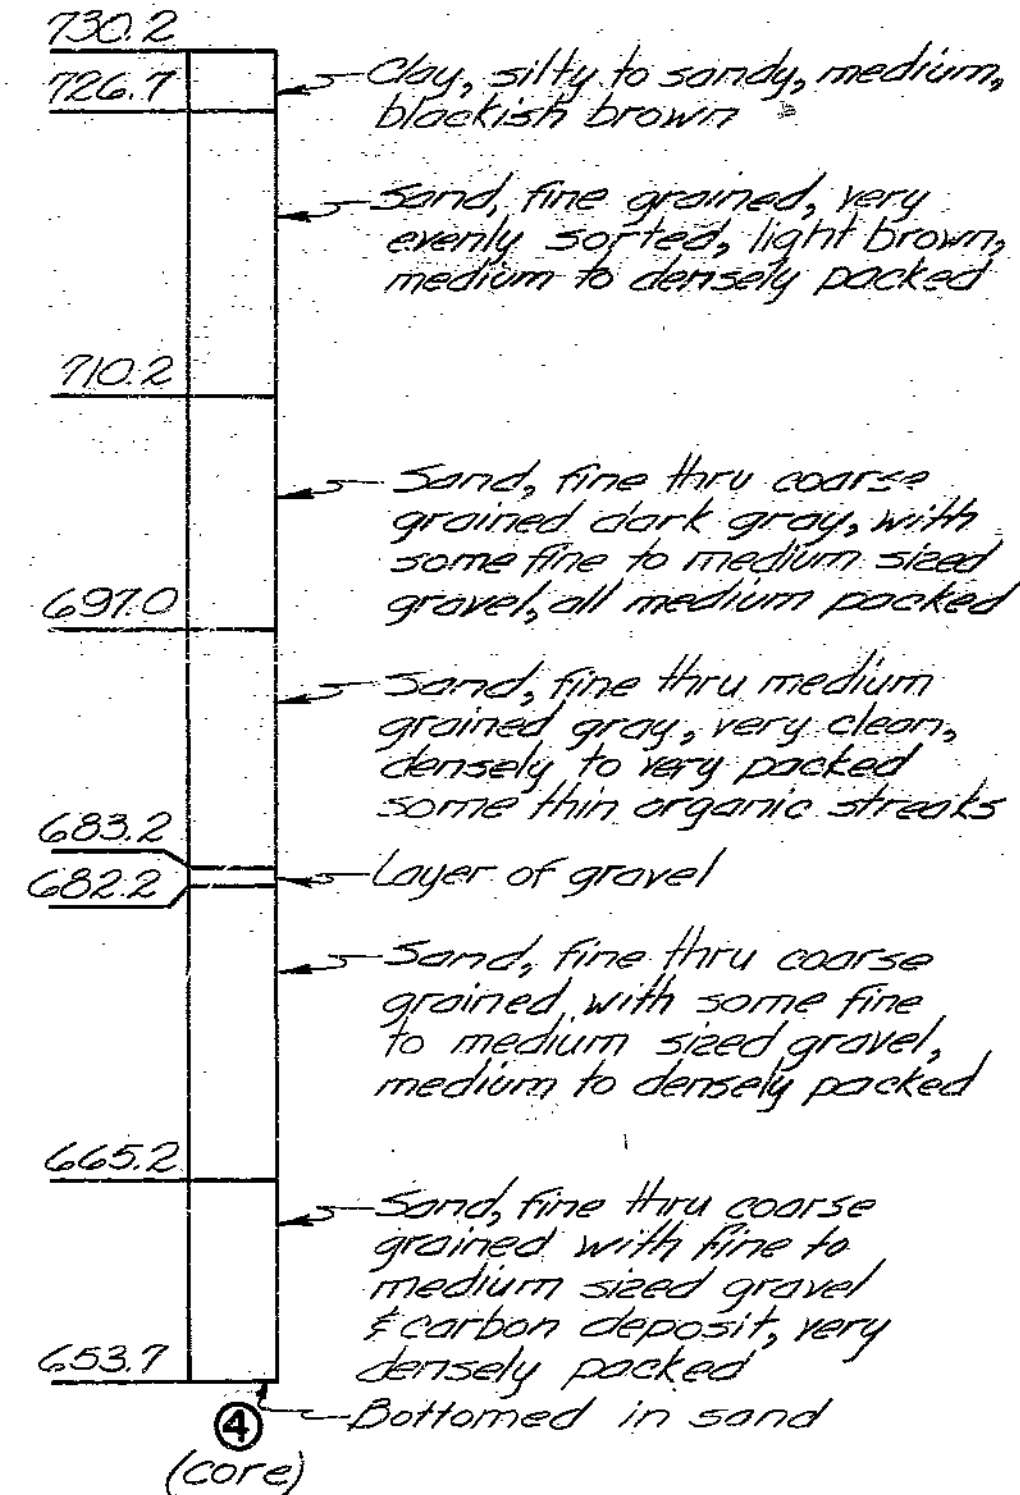 730.2
Clay, silty to sandy, medium,
726.7
blackish brown
Sand, fine grained, very
evenly sorted, light brown,
medium to densely packed
710.2
Sand, fine thru coarse
grained dark gray, with
some fine to medium sized
gravel, all medium packed
697.0
Sand, fine thru medium
grained gray, very clean,
densely to very packed
some thin organic streaks
683.2
682.2
Layer of gravel
Sand, fine thru coarse
grained with some fine
to medium sized gravel,
medium to densely packed
665.2
Sand, fine thru coarse
grained with fine to
medium sized gravel
& carbon deposit, very
densely packed
653.7
Bottomed in sand
4
(core)